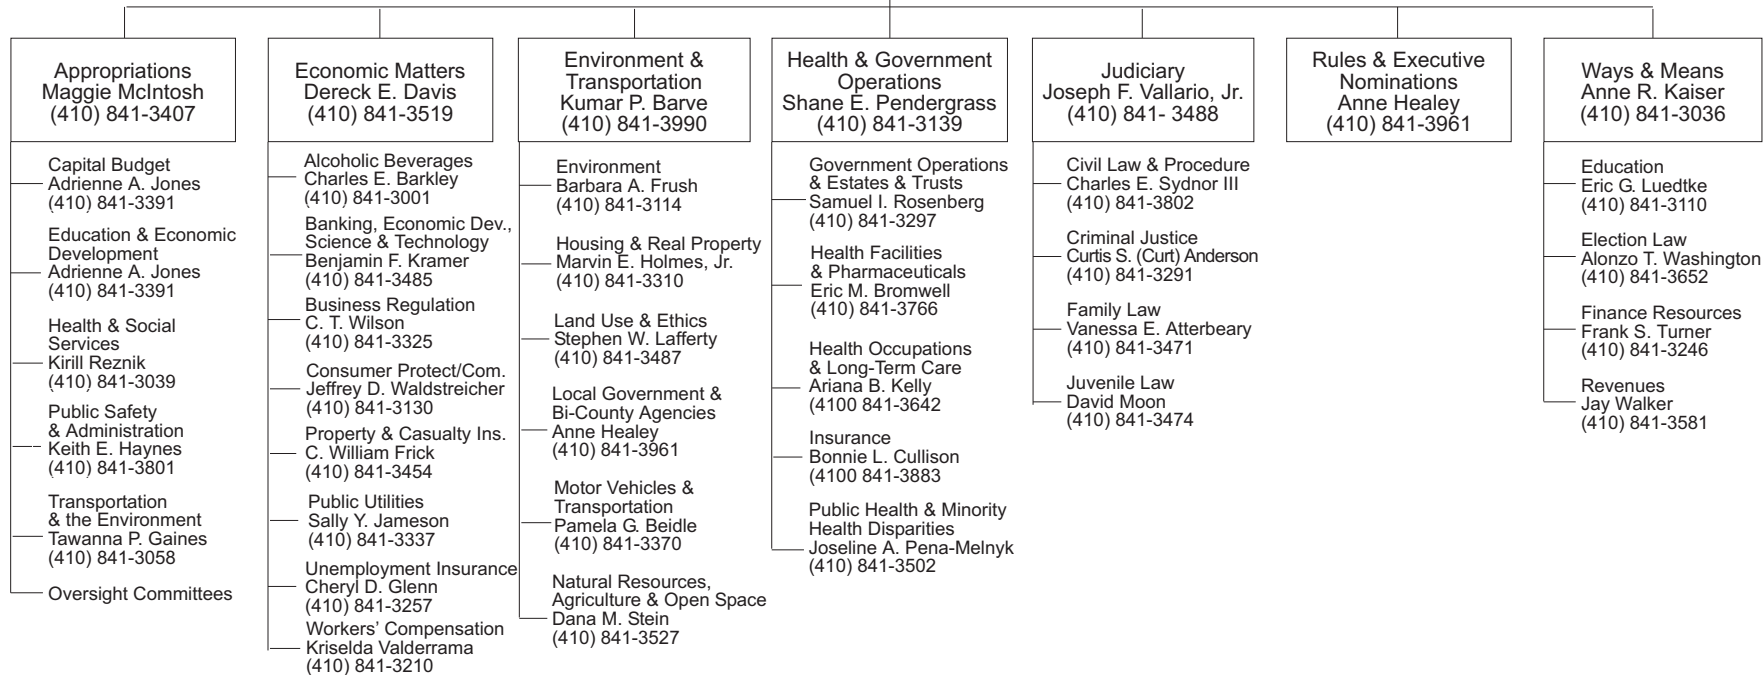 Appropriations
Maggie McIntosh
(410) 841-3407
Capital Budget
Adrienne A. Jones
(410) 841-3391
Education & Economic
Development
Adrienne A. Jones
(410) 841-3391
Health & Social
Services
Kirill Reznik
(410) 841-3039
Public Safety
& Administration
Keith E. Haynes
(410) 841-3801
Transportation
& the Environment
Tawanna P. Gaines
(410) 841-3058
Oversight Committees
Economic Matters
Dereck E. Davis
(410) 841-3519
Alcoholic Beverages
Charles E. Barkley
(410) 841-3001
Banking, Economic Dev.,
Science & Technology
Benjamin F. Kramer
(410) 841-3485
Business Regulation
C. T. Wilson
(410) 841-3325
Consumer Protect/Com.
Jeffrey D. Waldstreicher
(410) 841-3130
Property & Casualty Ins.
C. William Frick
(410) 841-3454
Public Utilities
Sally Y. Jameson
(410) 841-3337
Unemployment Insurance
Cheryl D. Glenn
(410) 841-3257
Workers’ Compensation
Kriselda Valderrama
(410) 841-3210
Environment &
Transportation
Kumar P. Barve
(410) 841-3990
Environment
Barbara A. Frush
(410) 841-3114
Housing & Real Property
Marvin E. Holmes, Jr.
(410) 841-3310
Land Use & Ethics
Stephen W. Lafferty
(410) 841-3487
Local Government &
Bi-County Agencies
Anne Healey
(410) 841-3961
Motor Vehicles &
Transportation
Pamela G. Beidle
(410) 841-3370
Natural Resources,
Agriculture & Open Space
Dana M. Stein
(410) 841-3527
Health & Government
Operations
Shane E. Pendergrass
(410) 841-3139
Government Operations
& Estates & Trusts
Samuel I. Rosenberg
(410) 841-3297
Health Facilities
& Pharmaceuticals
Eric M. Bromwell
(410) 841-3766
Health Occupations
& Long-Term Care
Ariana B. Kelly
(4100 841-3642
Insurance
Bonnie L. Cullison
(4100 841-3883
Public Health & Minority
Health Disparities
Joseline A. Pena-Melnyk
(410) 841-3502
Judiciary
Joseph F. Vallario, Jr.
(410) 841- 3488
Civil Law & Procedure
Charles E. Sydnor III
(410) 841-3802
Criminal Justice
Curtis S. (Curt) Anderson
(410) 841-3291
Family Law
Vanessa E. Atterbeary
(410) 841-3471
Juvenile Law
David Moon
(410) 841-3474
Rules & Executive
Nominations
Anne Healey
(410) 841-3961
Ways & Means
Anne R. Kaiser
(410) 841-3036
Education
Eric G. Luedtke
(410) 841-3110
Election Law
Alonzo T. Washington
(410) 841-3652
Finance Resources
Frank S. Turner
(410) 841-3246
Revenues
Jay Walker
(410) 841-3581